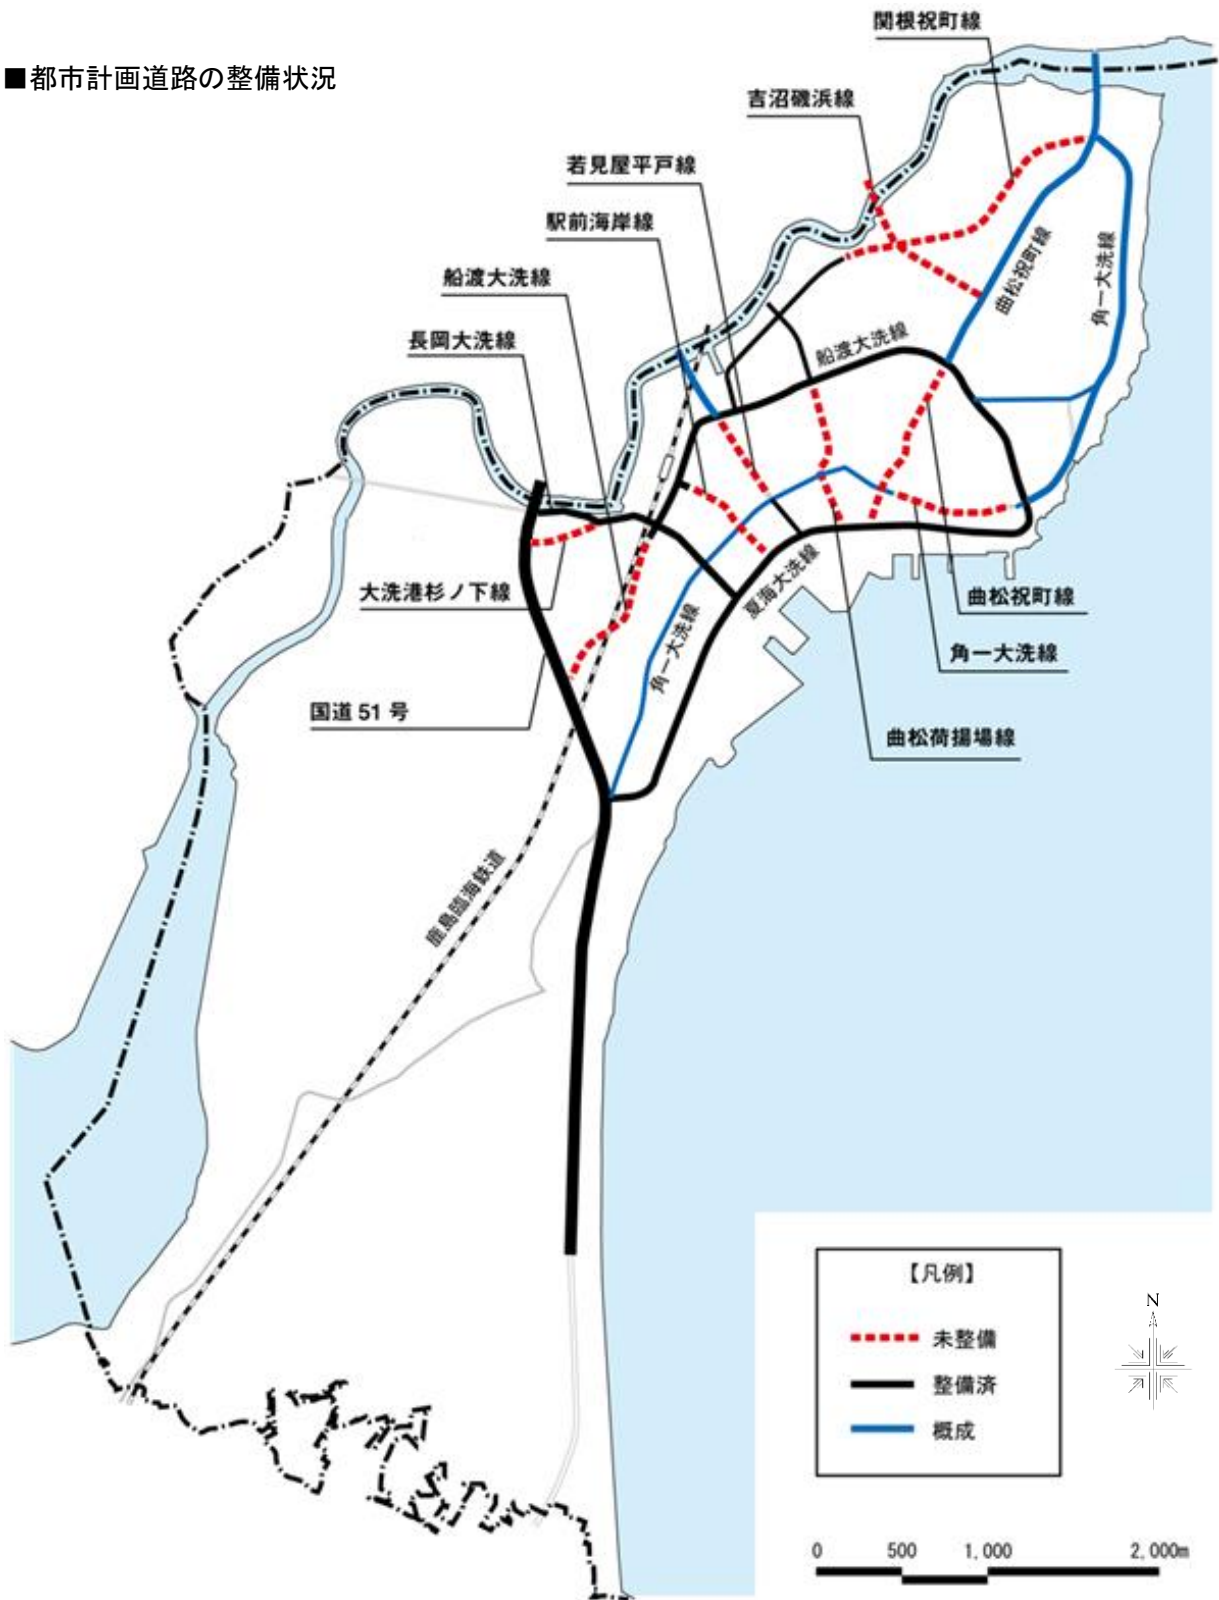 ■都市計画道路の整備状況
関根祝町線
吉沼磯浜線
若見屋平戸線
駅前海岸線
船渡大洗線
長岡大洗線
曲松祝町線
角一大洗線
船渡大洗線
大洗港杉ノ下線
夏海大洗線
曲松祝町線
角一大洗線
角一大洗線
国道51号
曲松荷揚場線
鹿島臨海鉄道
【凡例】
未整備
整備済
概成
N
0 500 1,000 2,000m